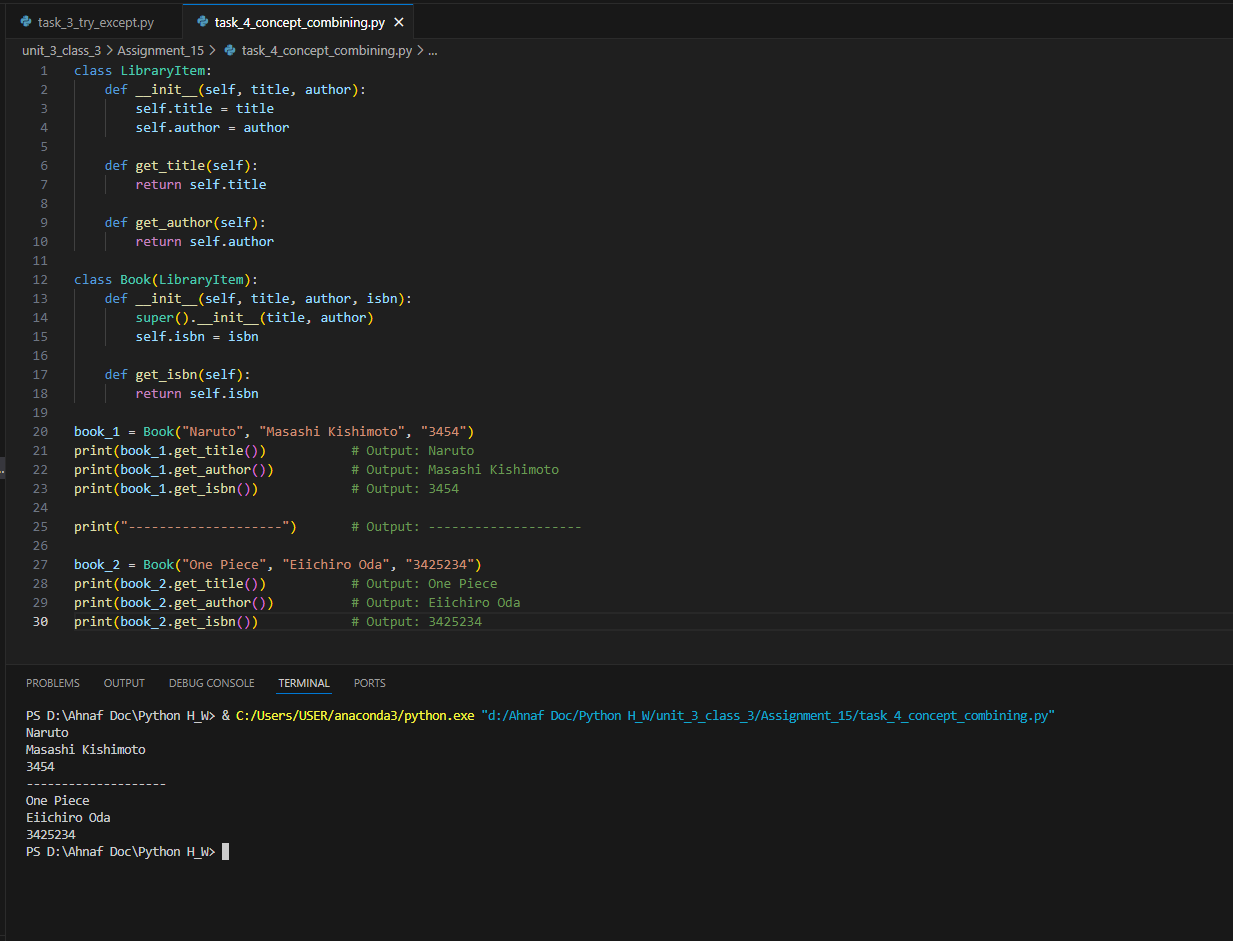 task_3_try_except.py
task_4_concept_combining.py
unit_3_class_3 > Assignment_15 > task_4_concept_combining.py > ...
1 class LibraryItem:
2     def __init__(self, title, author):
3         self.title = title
4         self.author = author
5
6     def get_title(self):
7         return self.title
8
9     def get_author(self):
10         return self.author
11
12 class Book(LibraryItem):
13     def __init__(self, title, author, isbn):
14         super().__init__(title, author)
15         self.isbn = isbn
16
17     def get_isbn(self):
18         return self.isbn
19
20 book_1 = Book("Naruto", "Masashi Kishimoto", "3454")
21 print(book_1.get_title())           # Output: Naruto
22 print(book_1.get_author())          # Output: Masashi Kishimoto
23 print(book_1.get_isbn())            # Output: 3454
24
25 print("--------------------")       # Output: --------------------
26
27 book_2 = Book("One Piece", "Eiichiro Oda", "3425234")
28 print(book_2.get_title())           # Output: One Piece
29 print(book_2.get_author())          # Output: Eiichiro Oda
30 print(book_2.get_isbn())            # Output: 3425234
PROBLEMS OUTPUT DEBUG CONSOLE TERMINAL PORTS
PS D:\Ahnaf Doc\Python H_W> & C:/Users/USER/anaconda3/python.exe "d:/Ahnaf Doc/Python H_W/unit_3_class_3/Assignment_15/task_4_concept_combining.py"
Naruto
Masashi Kishimoto
3454
--------------------
One Piece
Eiichiro Oda
3425234
PS D:\Ahnaf Doc\Python H_W>